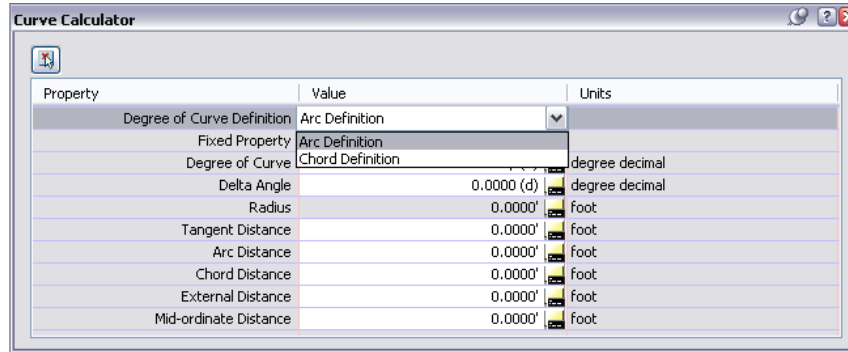 Curve Calculator
Property Value Units
Degree of Curve Definition Arc Definition
Fixed Property Arc Definition
Chord Definition
Degree of Curve degree decimal
Delta Angle 0.0000 (d) degree decimal
Radius 0.0000' foot
Tangent Distance 0.0000' foot
Arc Distance 0.0000' foot
Chord Distance 0.0000' foot
External Distance 0.0000' foot
Mid-ordinate Distance 0.0000' foot